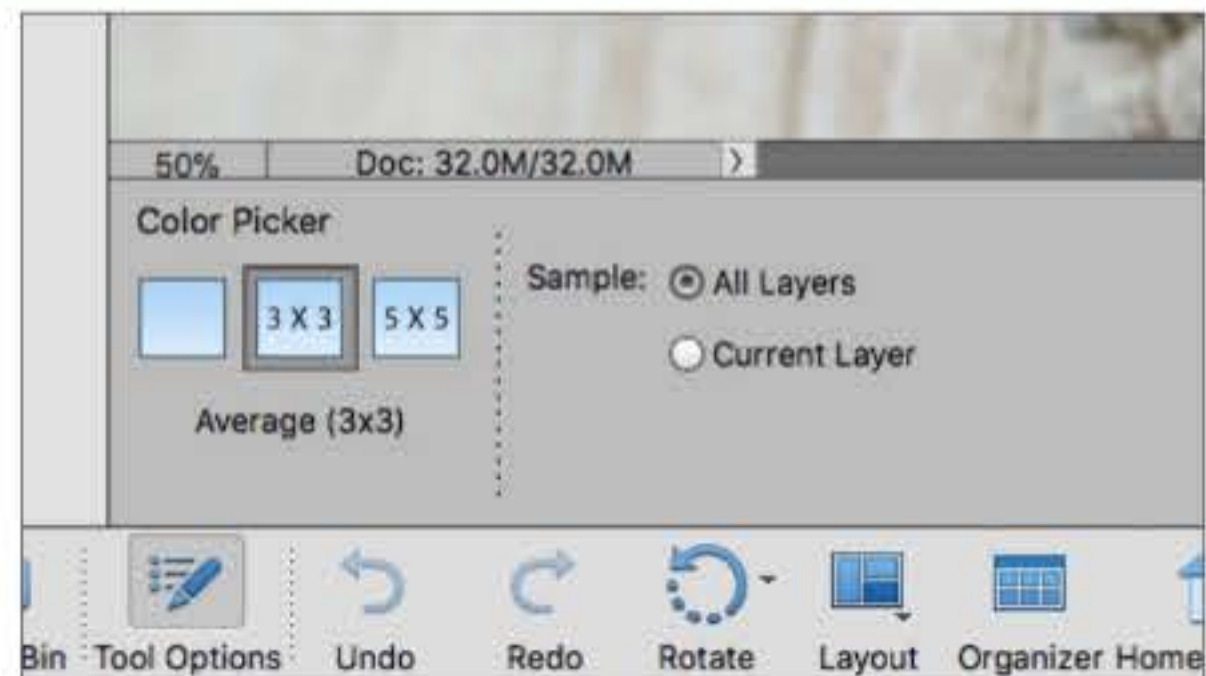 50% Doc: 32.0M/32.0M
Color Picker
Sample: All Layers
3 X 3 5 X 5
Current Layer
Average (3x3)
Bin Tool Options Undo Redo Rotate Layout Organizer Home